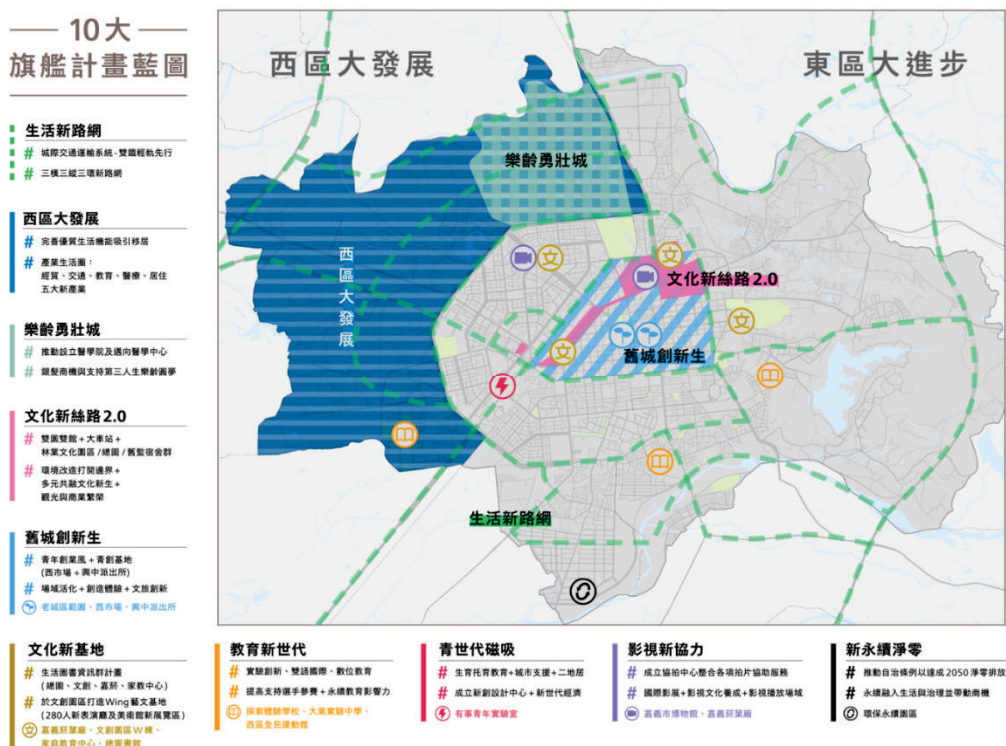 10大
旗艦計畫藍圖
西區大發展
東區大進步
生活新路網
# 城際交通運輸系統-雙鐵輕軌先行
# 三橫三縱三環新路網
西區大發展
# 完善優質生活機能吸引移居
# 產業生活圈：
經貿、交通、教育、醫療、居住
五大新產業
樂齡勇壯城
# 推動設立醫學院及邁向醫學中心
# 銀髮商機與支持第三人生樂齡圓夢
文化新絲路2.0
# 雙園雙館+大車站+
林業文化園區/總圖/舊監宿舍群
# 環境改造打開邊界+
多元共融文化新生+
觀光與商業繁榮
舊城創新生
# 青年創業風+青創基地
(西市場+興中派出所)
# 場域活化+創造體驗+文旅創新
老城區範圍、西市場、興中派出所
文化新基地
# 生活圖書資訊群計畫
(總圖、文創、嘉菸、家教中心)
# 於文創園區打造Wing藝文基地
(280人新表演廳及美術館新展覽區)
文
嘉義菸葉廠、文創園區W棟、
家庭教育中心、總圖書館
樂齡勇壯城
西區大發展
文
文
文化新絲路2.0
文
文
舊城創新生
生活新路網
教育新世代
# 實驗創新、雙語國際、數位教育
# 提高支持選手參賽+永續教育影響力
探索體驗學校、大業實驗中學、
西區全民運動館
青世代磁吸
# 生育托育教育+城市支援+二地居
# 成立新創設計中心+新世代經濟
有事青年實驗室
影視新協力
# 成立協拍中心整合各項拍片協助服務
# 國際影展+影視文化養成+影視播放場域
嘉義市博物館、嘉義菸葉廠
新永續淨零
# 推動自治條例以達成2050淨零排放
# 永續融入生活與治理並帶動商機
環保永續園區